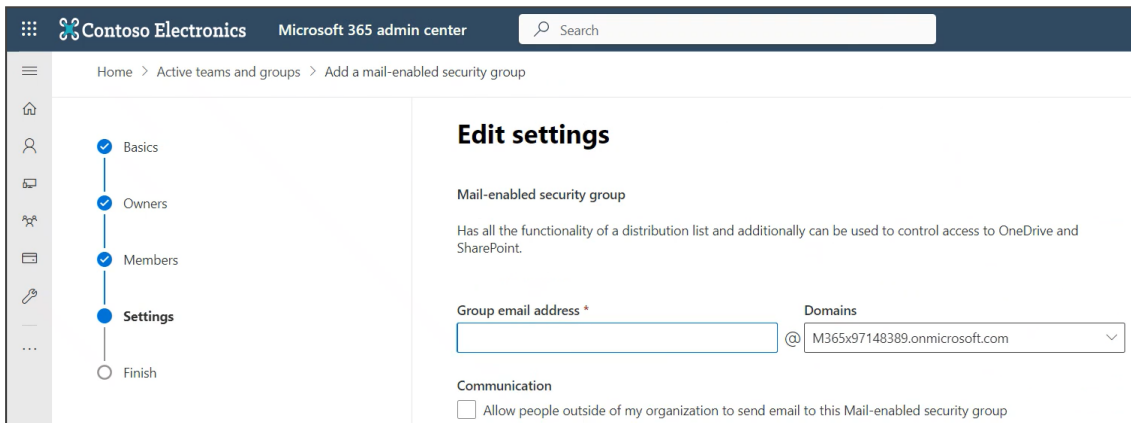 Contoso Electronics Microsoft 365 admin center Search
Home > Active teams and groups > Add a mail-enabled security group
Basics
Owners
Members
Settings
Finish
Edit settings
Mail-enabled security group
Has all the functionality of a distribution list and additionally can be used to control access to OneDrive and
SharePoint.
Group email address * Domains
@ M365x97148389.onmicrosoft.com
Communication
Allow people outside of my organization to send email to this Mail-enabled security group